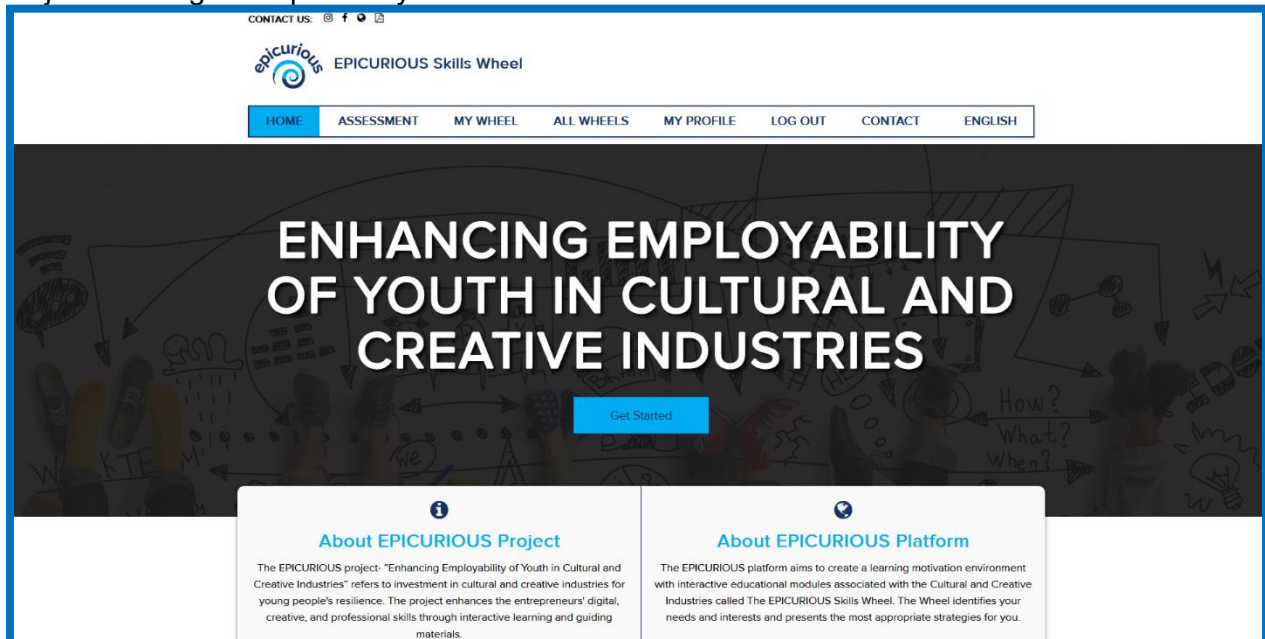 CONTACT US:
epicurious
EPICURIOUS Skills Wheel
HOME ASSESSMENT MY WHEEL ALL WHEELS MY PROFILE LOG OUT CONTACT ENGLISH
ENHANCING EMPLOYABILITY
OF YOUTH IN CULTURAL AND
CREATIVE INDUSTRIES
Get Started
How?
What?
When?
We
About EPICURIOUS Project
The EPICURIOUS project- "Enhancing Employability of Youth in Cultural and
Creative Industries" refers to investment in cultural and creative industries for
young people's resilience. The project enhances the entrepreneurs' digital,
creative, and professional skills through interactive learning and guiding
materials.
About EPICURIOUS Platform
The EPICURIOUS platform aims to create a learning motivation environment
with interactive educational modules associated with the Cultural and Creative
Industries called The EPICURIOUS Skills Wheel. The Wheel identifies your
needs and interests and presents the most appropriate strategies for you.